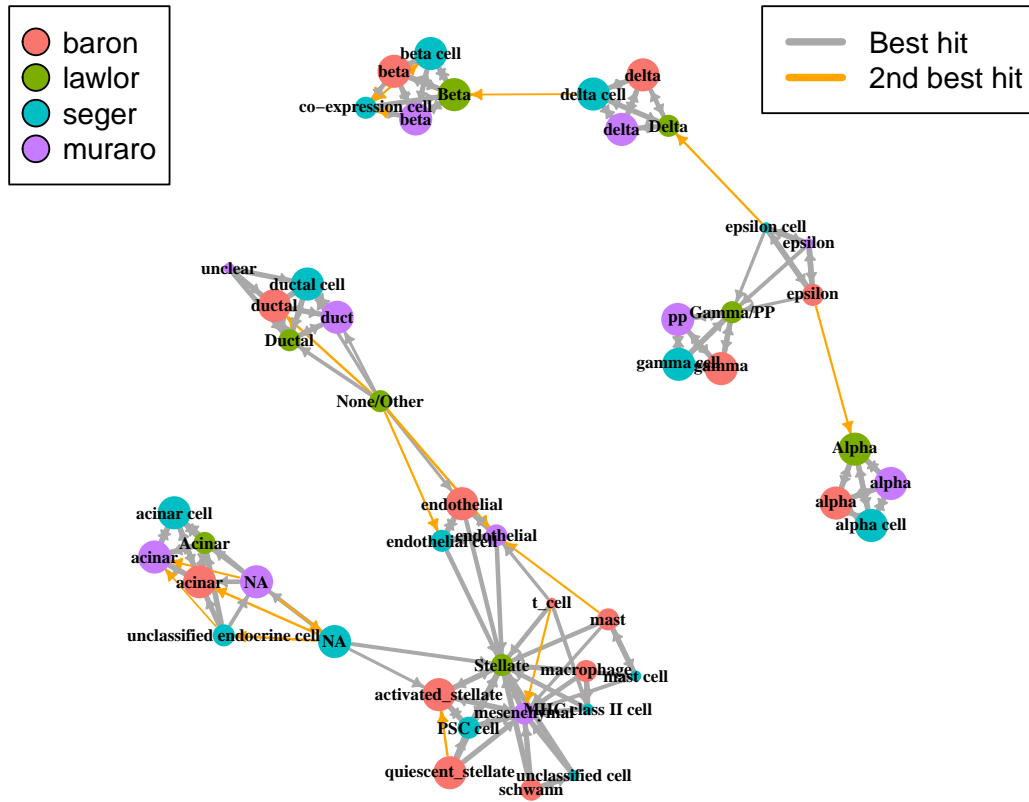 baron
lawlor
seger
muraro
Best hit
2nd best hit
beta cell
beta
Beta
co−expression cell
beta
delta
delta cell
delta
Delta
epsilon cell
epsilon
epsilon
unclear
ductal cell
ductal
duct
Ductal
pp
Gamma/PP
gamma cell
gamma
None/Other
Alpha
alpha
alpha
alpha cell
endothelial
endothelial cell
endothelial
acinar cell
Acinar
acinar
acinar
NA
unclassified endocrine cell
NA
t_cell
mast
Stellate
macrophage
mast cell
activated_stellate
mesenchymal
MHC class II cell
PSC cell
quiescent_stellate
unclassified cell
schwann